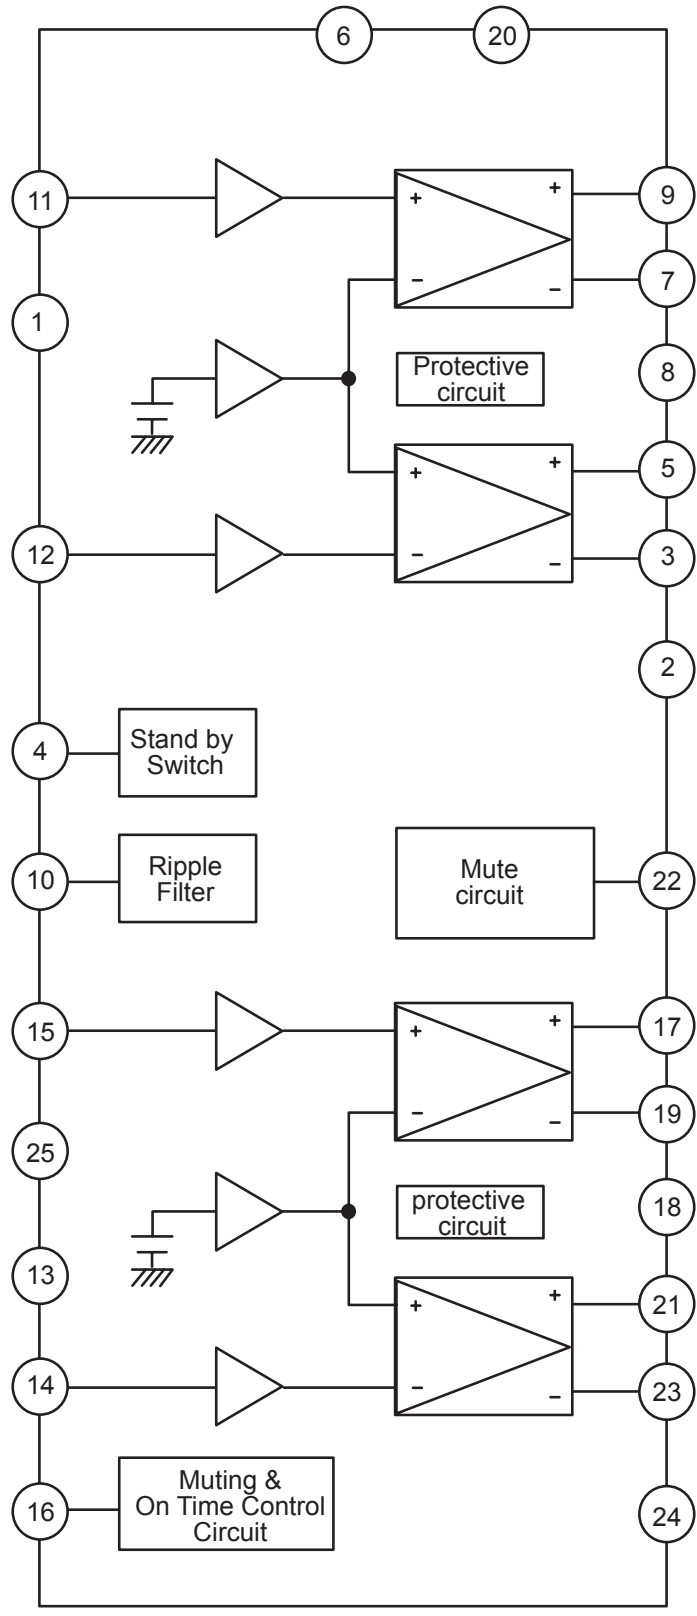 6 20
11 + + 9
1 − − 7
Protective
circuit
8
+ + 5
12 − − 3
2
4 Stand by
Switch
10 Ripple
Filter
Mute
circuit
22
15 + + 17
− − 19
25
protective
circuit
18
13
+ + 21
14 − − 23
16 Muting &
On Time Control
Circuit
24